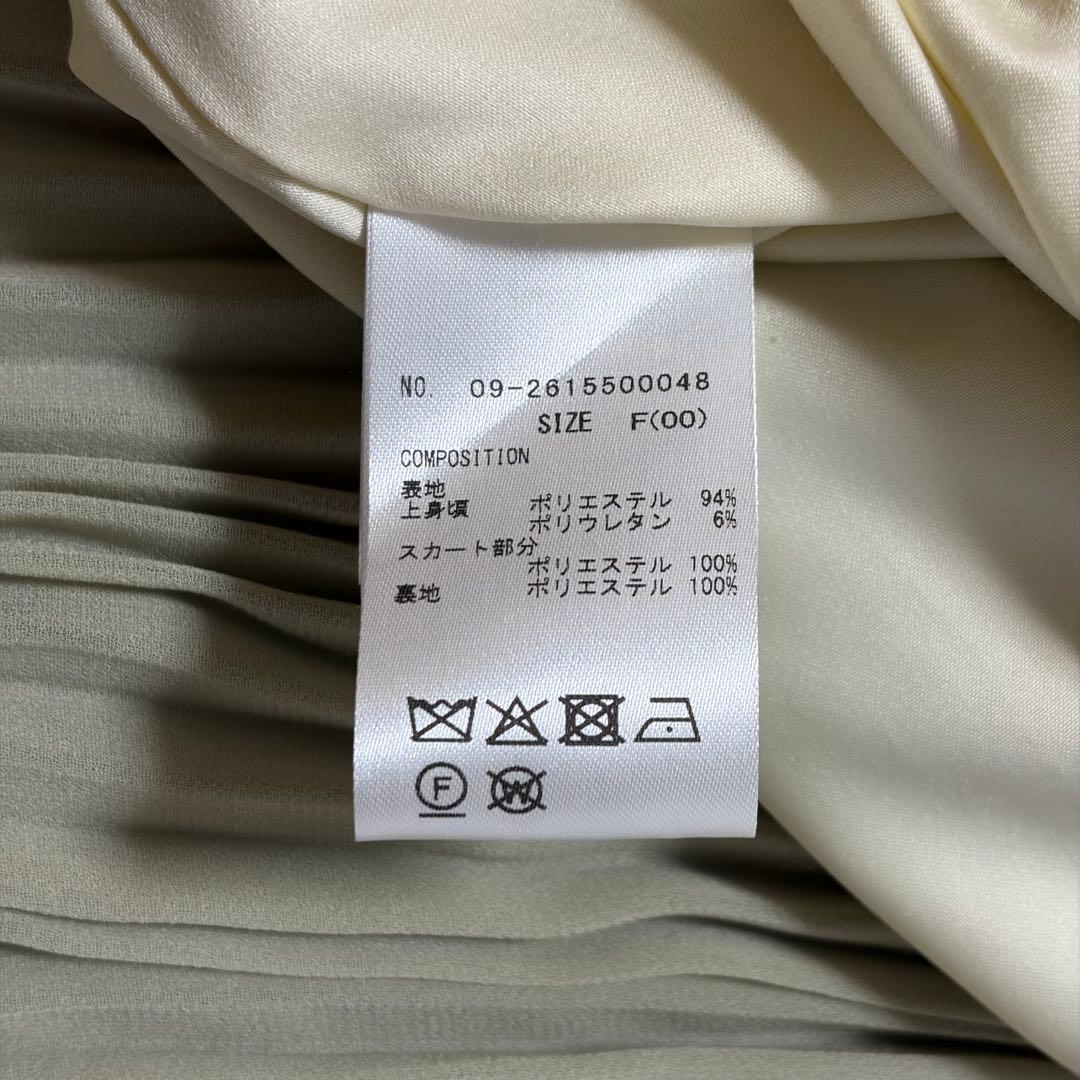 NO. 09-2615500048
SIZE F(00)
COMPOSITION
表地
上身頃 ポリエステル 94%
ポリウレタン 6%
スカート部分
ポリエステル 100%
裏地 ポリエステル 100%
F W